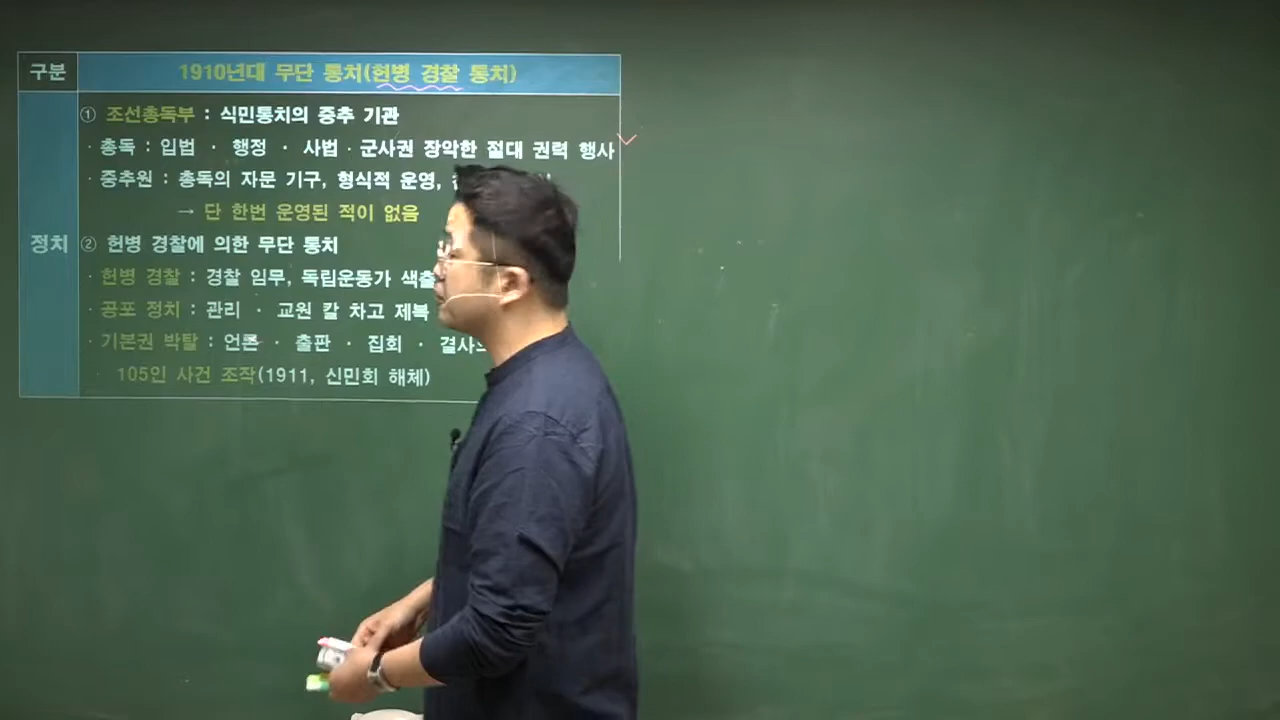 구분
1910년대 무단 통치(헌병 경찰 통치)
정치
① 조선총독부 : 식민통치의 중추 기관
· 총독 : 입법 · 행정 · 사법 · 군사권 장악한 절대 권력 행사
· 중추원 : 총독의 자문 기구, 형식적 운영,
→ 단 한번 운영된 적이 없음
② 헌병 경찰에 의한 무단 통치
· 헌병 경찰 : 경찰 임무, 독립운동가 색출
· 공포 정치 : 관리 · 교원 칼 차고 제복
· 기본권 박탈 : 언론 · 출판 · 집회 · 결사의
· 105인 사건 조작(1911, 신민회 해체)